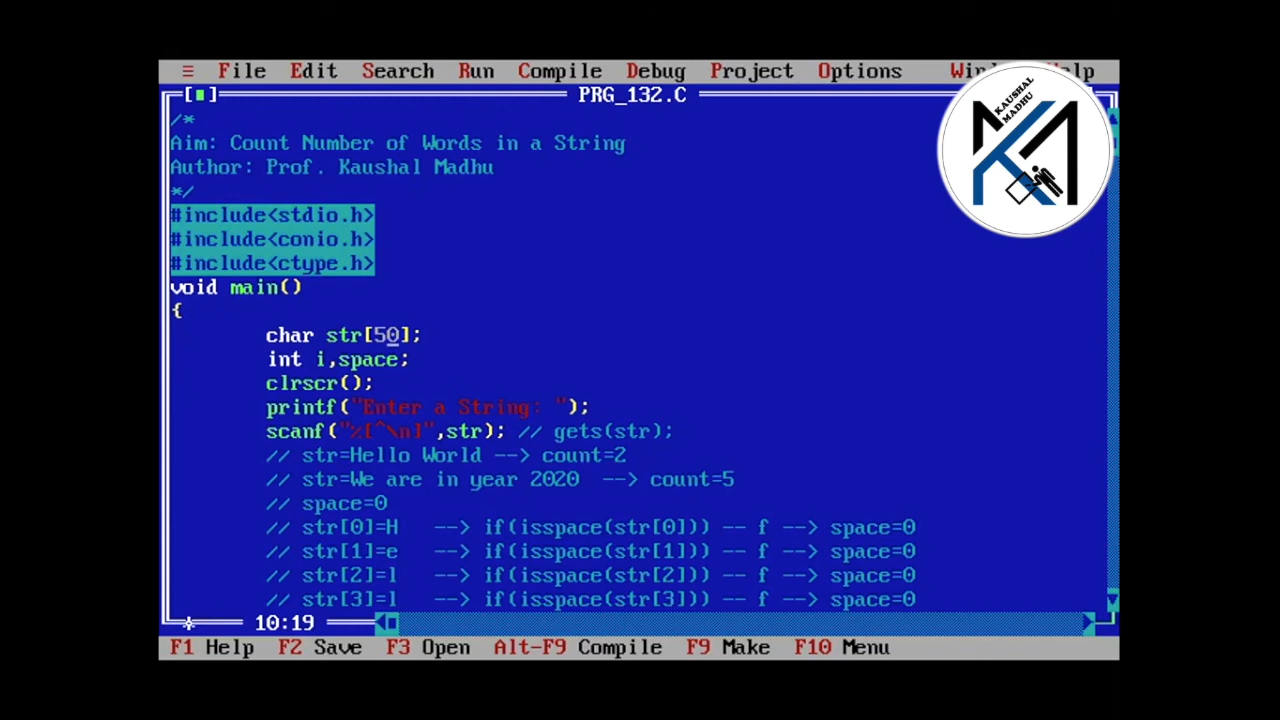 ≡ File Edit Search Run Compile Debug Project Options
KAUSHAL
MADHU
[■] PRG_132.C
/*
Aim: Count Number of Words in a String
Author: Prof. Kaushal Madhu
*/
#include<stdio.h>
#include<conio.h>
#include<ctype.h>
void main()
{
char str[50];
int i,space;
clrscr();
printf("Enter a String: ");
scanf("%[^\n]",str); // gets(str);
// str=Hello World --> count=2
// str=We are in year 2020 --> count=5
// space=0
// str[0]=H --> if(isspace(str[0])) -- f --> space=0
// str[1]=e --> if(isspace(str[1])) -- f --> space=0
// str[2]=l --> if(isspace(str[2])) -- f --> space=0
// str[3]=l --> if(isspace(str[3])) -- f --> space=0
10:19
F1 Help F2 Save F3 Open Alt-F9 Compile F9 Make F10 Menu